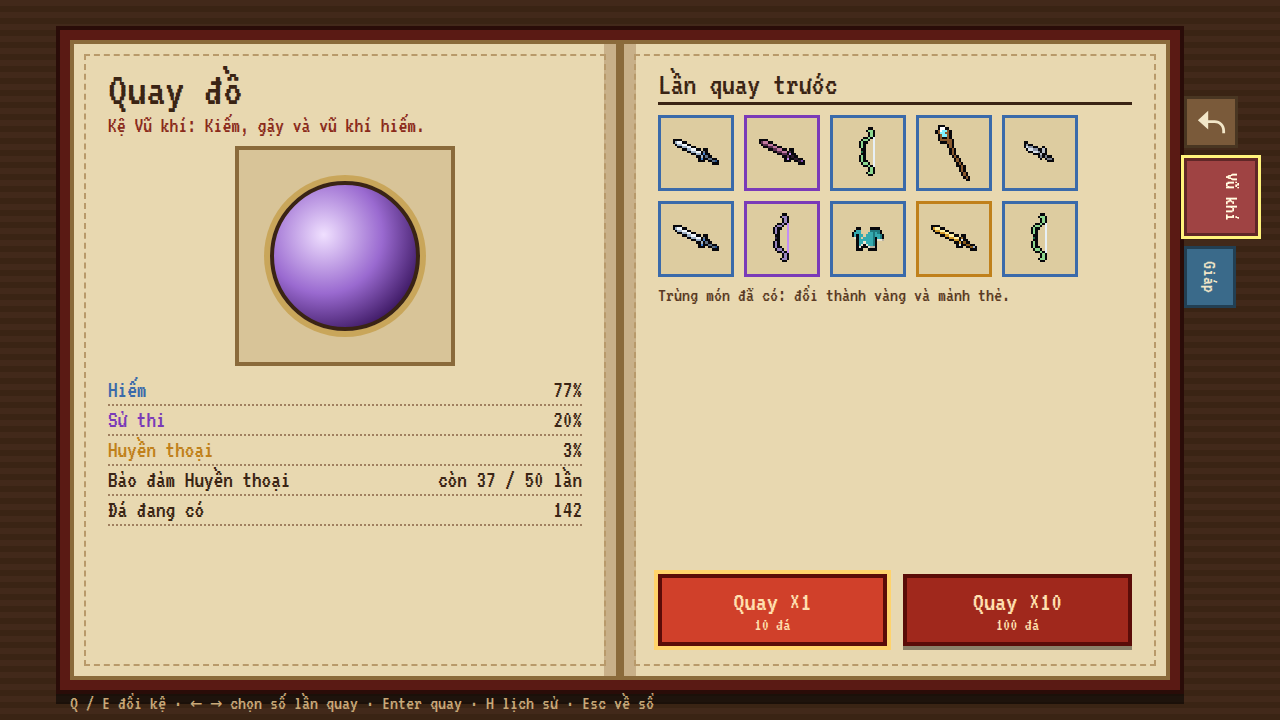 Quay đồ
Kệ Vũ khí: Kiếm, gậy và vũ khí hiếm.
Hiếm 77%
Sử thi 20%
Huyền thoại 3%
Bảo đảm Huyền thoại còn 37 / 50 lần
Đá đang có 142
Lần quay trước
Trùng món đã có: đổi thành vàng và mảnh thẻ.
Quay X1
10 đá
Quay X10
100 đá
Vũ khí
Giáp
Q / E đổi kệ · ← → chọn số lần quay · Enter quay · H lịch sử · Esc về sổ